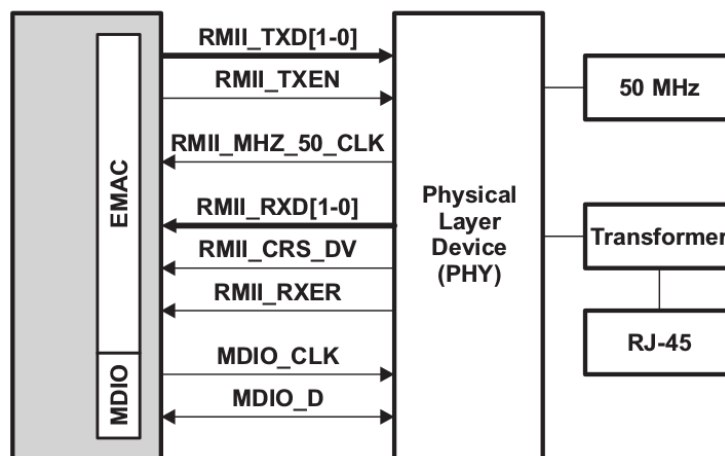 RMII_TXD[1-0]
RMII_TXEN
RMII_MHZ_50_CLK
RMII_RXD[1-0]
RMII_CRS_DV
RMII_RXER
MDIO_CLK
MDIO_D
EMAC
MDIO
Physical
Layer
Device
(PHY)
50 MHz
Transformer
RJ-45